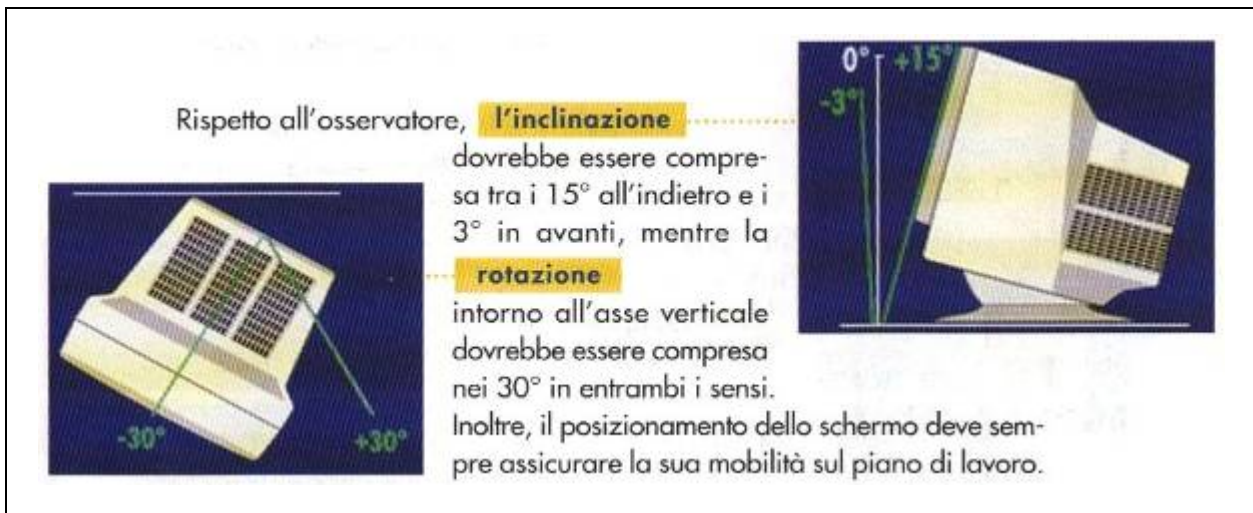 Rispetto all'osservatore, l'inclinazione
dovrebbe essere compre-
sa tra i 15° all'indietro e i
3° in avanti, mentre la
rotazione
intorno all'asse verticale
dovrebbe essere compresa
nei 30° in entrambi i sensi.
Inoltre, il posizionamento dello schermo deve sem-
pre assicurare la sua mobilità sul piano di lavoro.
0° +15°
-3°
-30° +30°